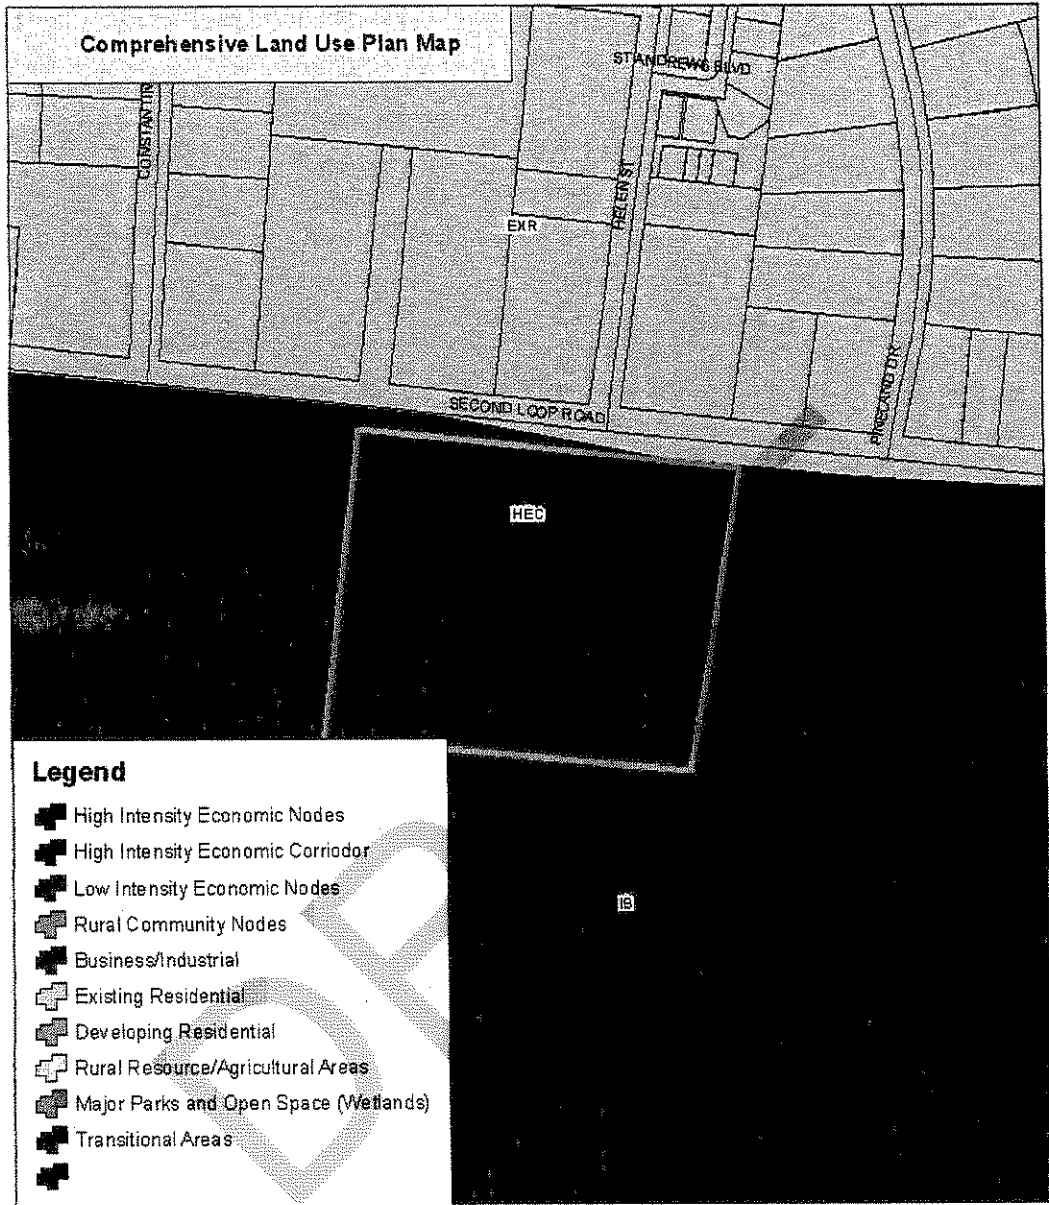 Comprehensive Land Use Plan Map
ST ANDREWS BLVD
HELEN ST
EXR
PINELAND DR
SECOND LOOP ROAD
HEC
Legend
High Intensity Economic Nodes
High Intensity Economic Corriodor
Low Intensity Economic Nodes
Rural Community Nodes
Business/Industrial
Existing Residential
Developing Residential
Rural Resource/Agricultural Areas
Major Parks and Open Space (Wetlands)
Transitional Areas
IB